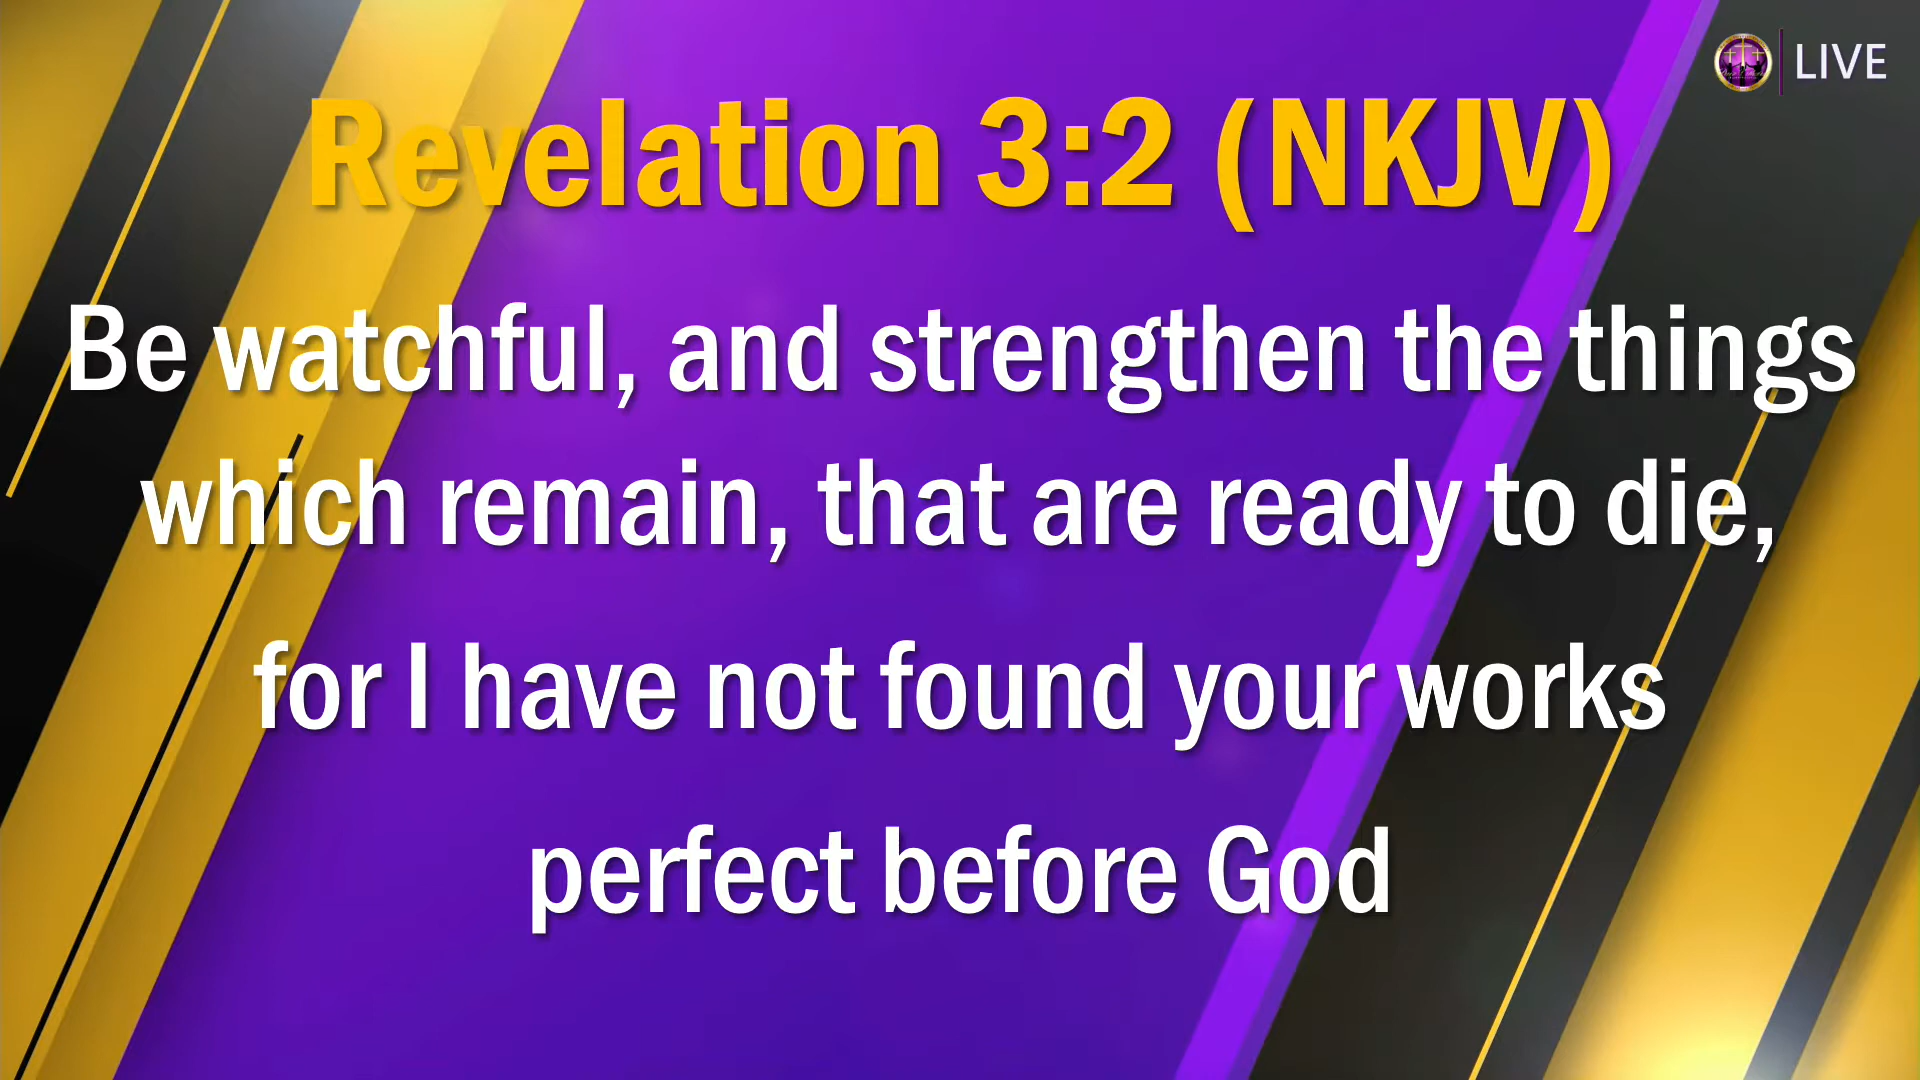 LIVE
Revelation 3:2 (NKJV)
Be watchful, and strengthen the things
which remain, that are ready to die,
for I have not found your works
perfect before God